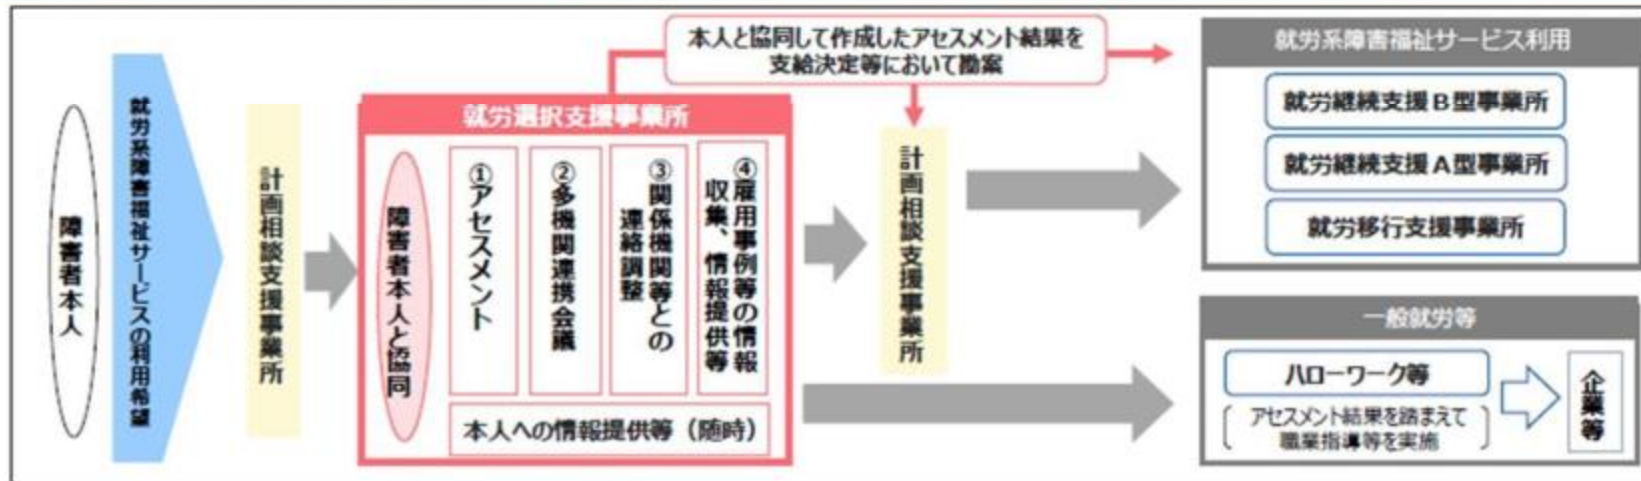 障害者本人
就労系障害福祉サービスの利用希望
計画相談支援事業所
就労選択支援事業所
障害者本人と協同
①アセスメント
②多機関連携会議
③関係機関等との
連絡調整
④雇用事例等の情報
収集、情報提供等
本人への情報提供等（随時）
本人と協同して作成したアセスメント結果を
支給決定等において勘案
計画相談支援事業所
就労系障害福祉サービス利用
就労継続支援B型事業所
就労継続支援A型事業所
就労移行支援事業所
一般就労等
ハローワーク等
アセスメント結果を踏まえて
職業指導等を実施
企業等